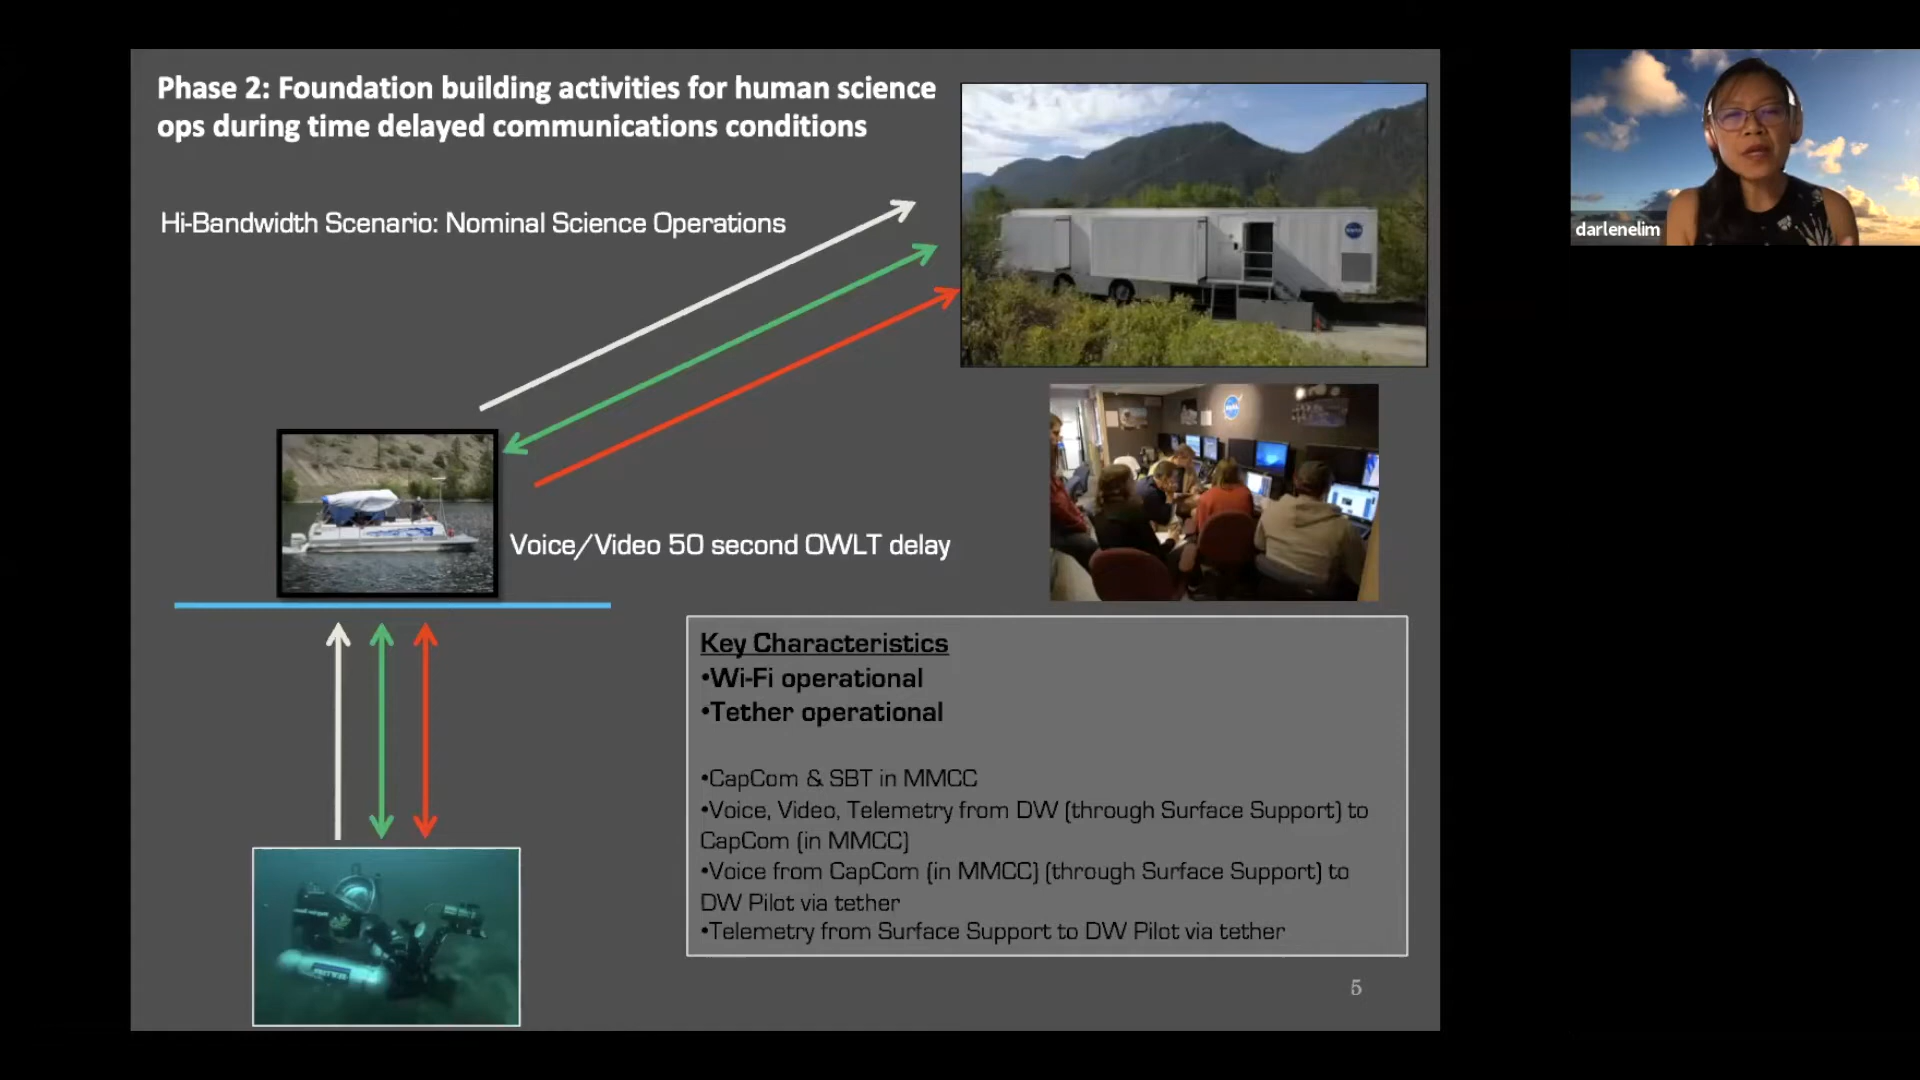 Phase 2: Foundation building activities for human science
ops during time delayed communications conditions
Hi-Bandwidth Scenario: Nominal Science Operations
darlenelim
NASA
Voice/Video 50 second OWLT delay
Key Characteristics
•Wi-Fi operational
•Tether operational
•CapCom & SBT in MMCC
•Voice, Video, Telemetry from DW (through Surface Support) to
CapCom (in MMCC)
•Voice from CapCom (in MMCC) (through Surface Support) to
DW Pilot via tether
•Telemetry from Surface Support to DW Pilot via tether
5